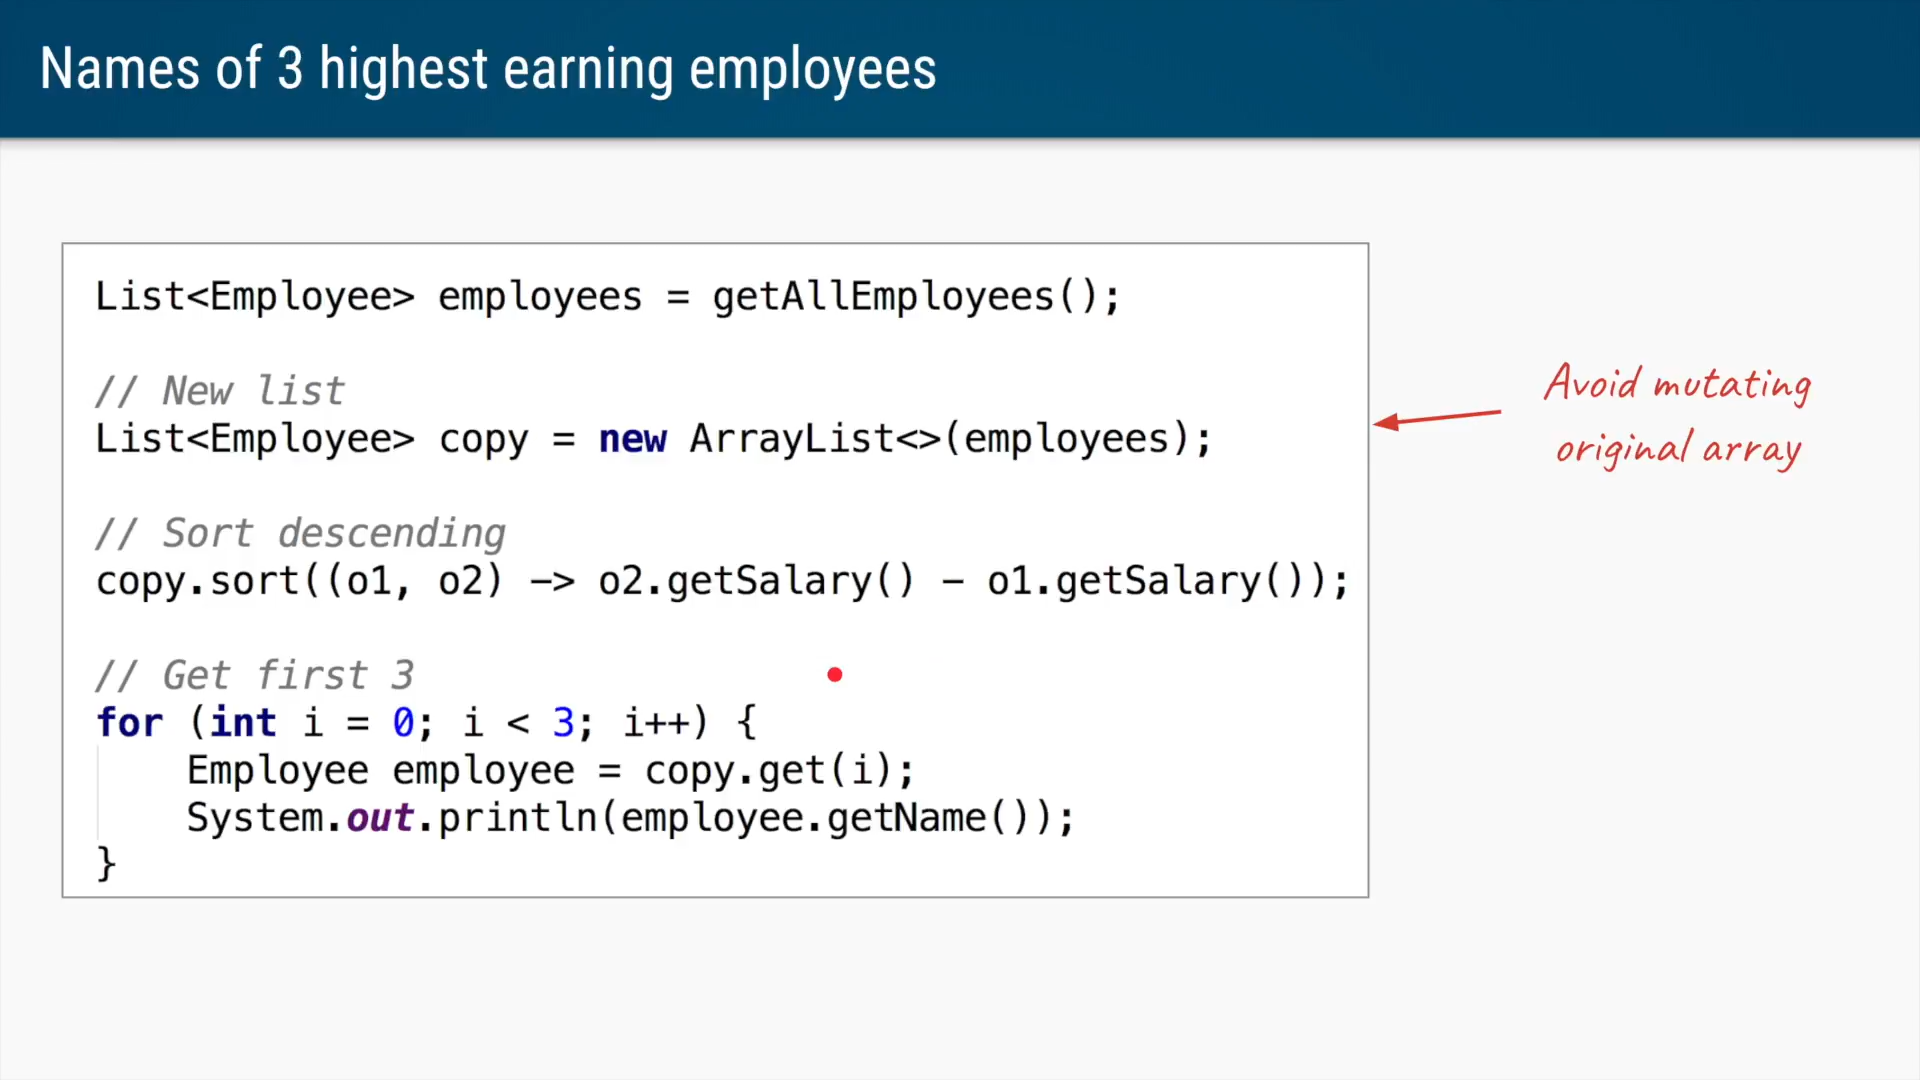 Names of 3 highest earning employees
List<Employee> employees = getAllEmployees();
// New list
List<Employee> copy = new ArrayList<>(employees);
// Sort descending
copy.sort((o1, o2) -> o2.getSalary() - o1.getSalary());
// Get first 3
for (int i = 0; i < 3; i++) {
Employee employee = copy.get(i);
System.out.println(employee.getName());
}
Avoid mutating
original array